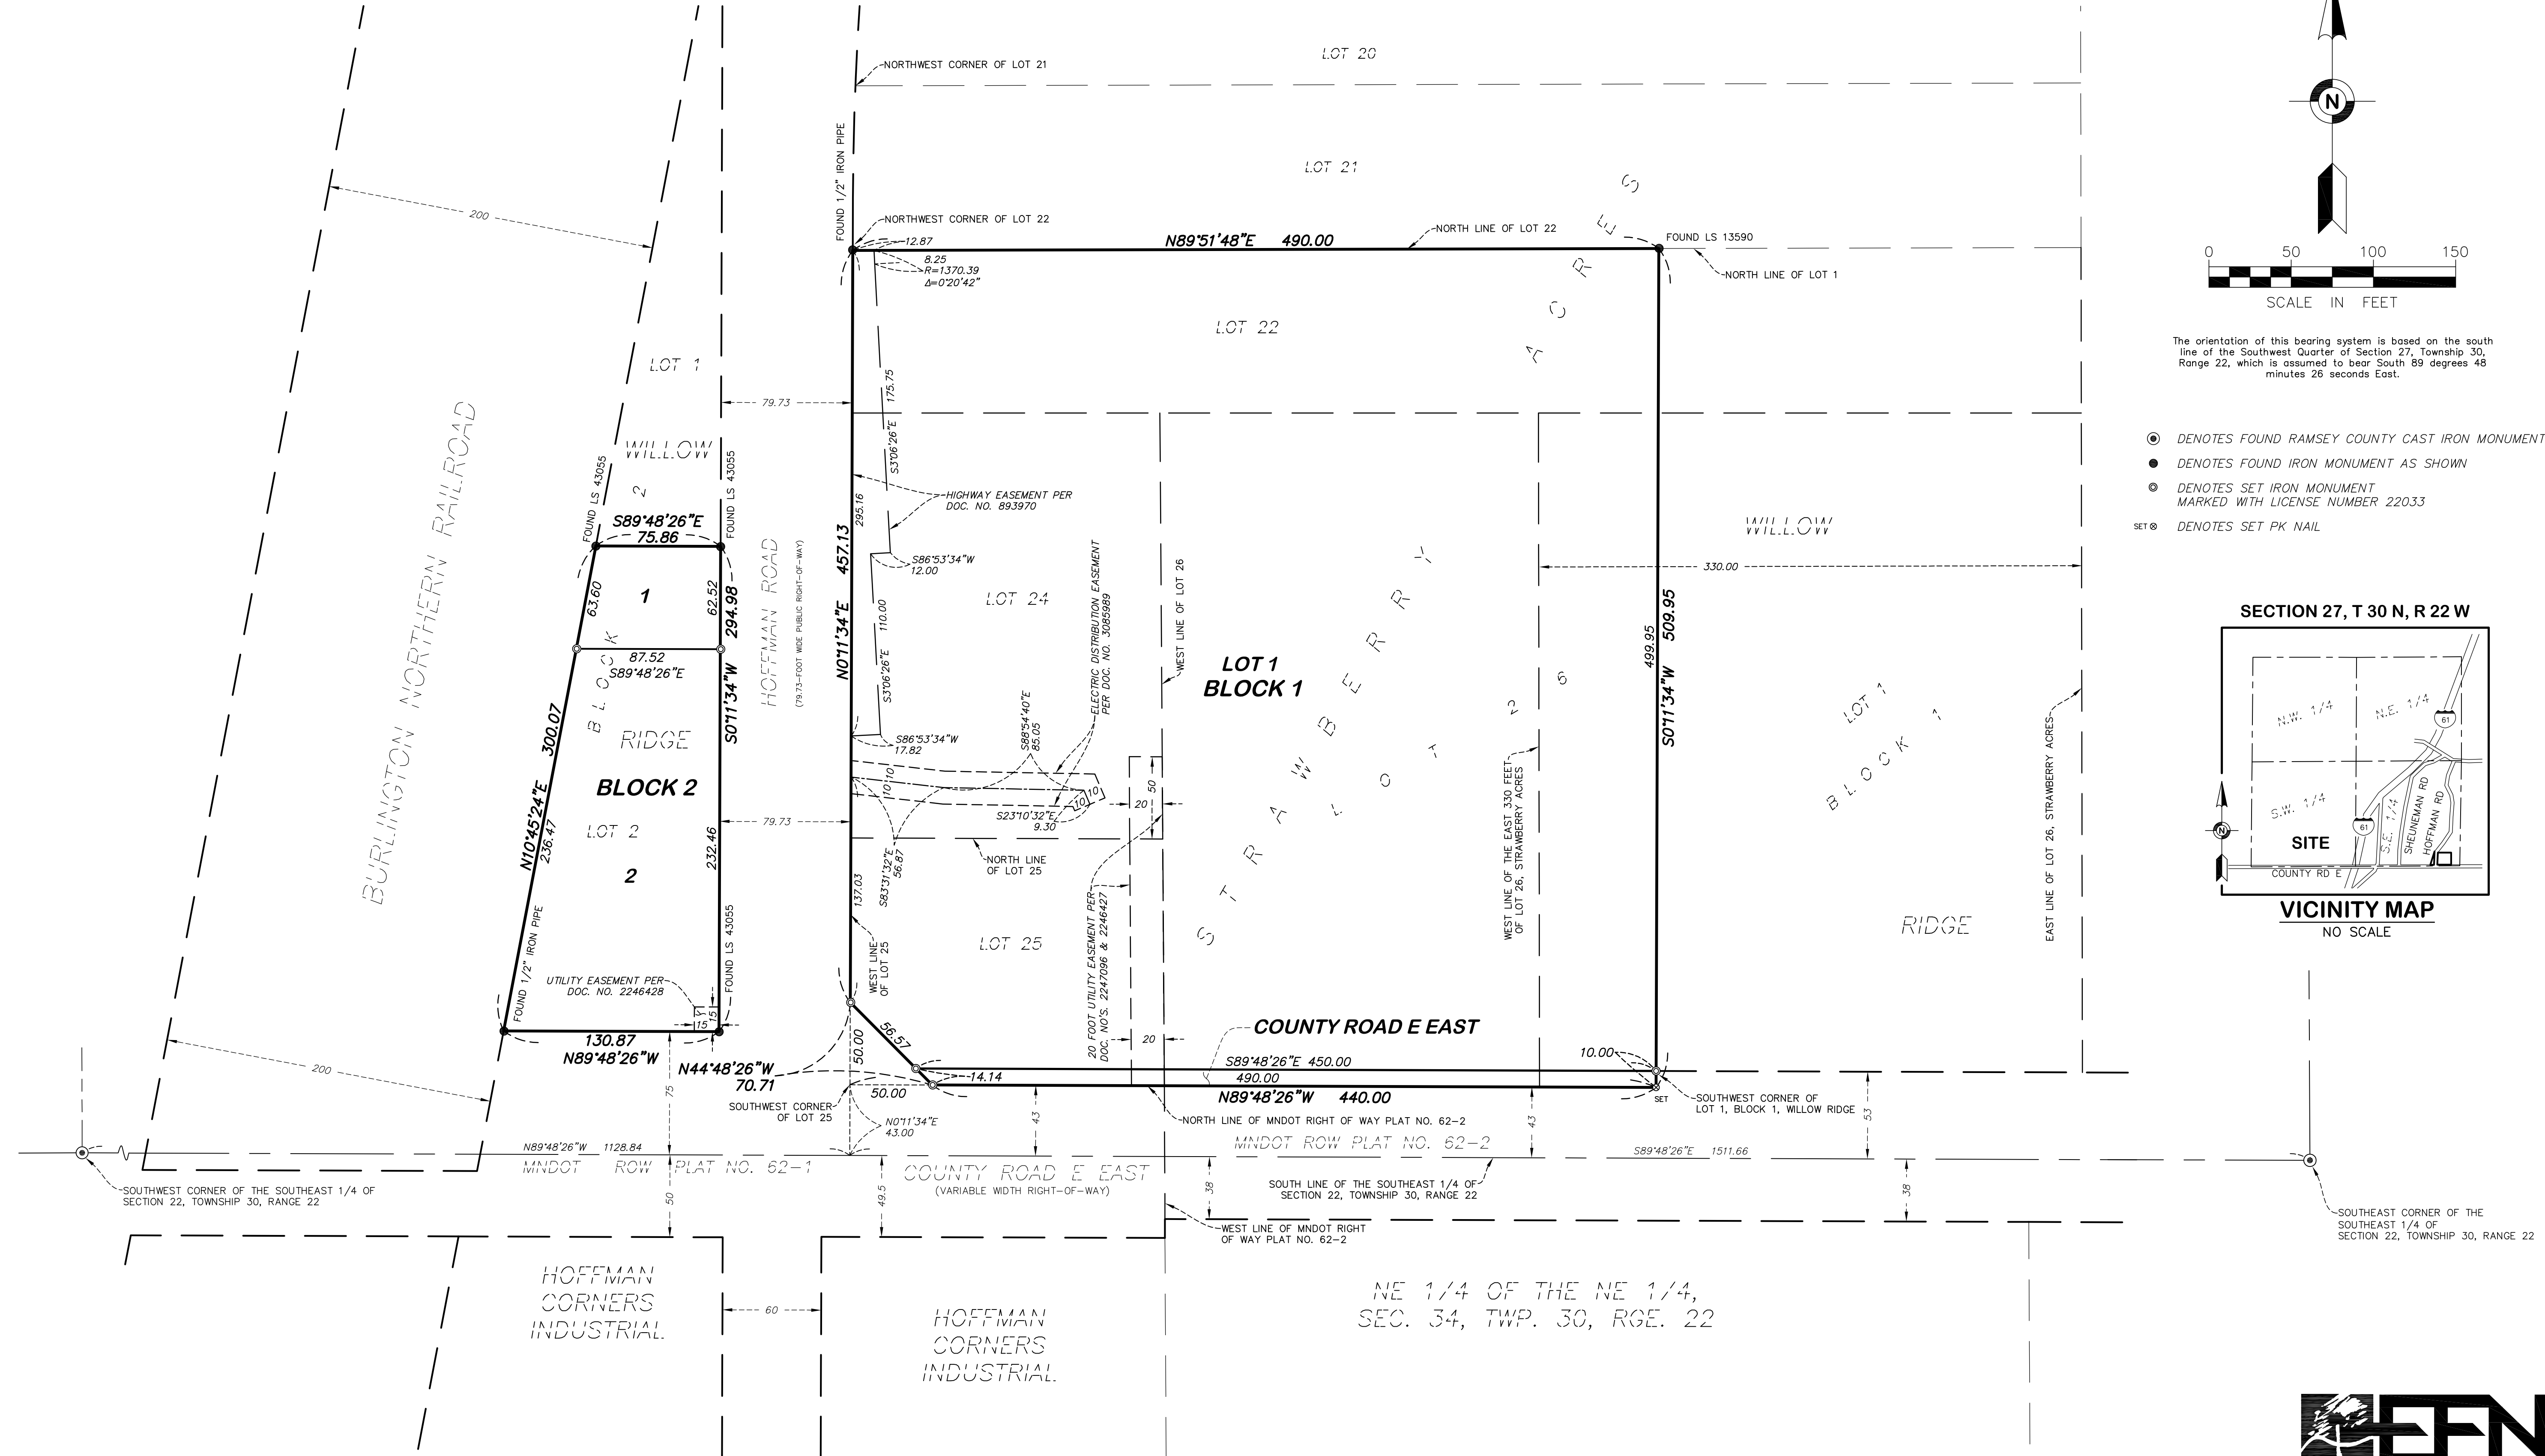 LOT 20
NORTHWEST CORNER OF LOT 21
FOUND 1/2" IRON PIPE
LOT 21
200
NORTHWEST CORNER OF LOT 22
12.87
8.25
R=1370.39
Δ=0°20'42"
N89°51'48"E 490.00
NORTH LINE OF LOT 22
FOUND LS 13590
NORTH LINE OF LOT 1
LOT 22
LOT 1
WILLOW
BLOCK 2
RIDGE
LOT 2
BURLINGTON NORTHERN RAILROAD
79.73
175.75
S3°06'26"E
HIGHWAY EASEMENT PER
DOC. NO. 893970
295.16
N0°11'34"E 457.13
S86°53'34"W
12.00
110.00
S3°06'26"E
S86°53'34"W
17.82
FOUND LS 43055
FOUND LS 43055
S89°48'26"E
75.86
63.60
1
62.52
294.98
S0°11'34"W
87.52
S89°48'26"E
N10°45'24"E 300.07
236.47
BLOCK 2
2
232.46
HOFFMAN ROAD
(79.73-FOOT WIDE PUBLIC RIGHT-OF-WAY)
79.73
FOUND 1/2" IRON PIPE
FOUND LS 43055
UTILITY EASEMENT PER
DOC. NO. 2246428
15
15
130.87
N89°48'26"W
LOT 24
ELECTRIC DISTRIBUTION EASEMENT
PER DOC. NO. 30855989
WEST LINE OF LOT 26
LOT 1
BLOCK 1
STRAWBERRY ACRES
LOT 26
S88°54'40"E
85.05
10
10
10
10
S23°10'32"E
9.30
S83°31'32"E
56.87
20
50
NORTH LINE
OF LOT 25
137.03
WEST LINE
OF LOT 25
LOT 25
20 FOOT UTILITY EASEMENT PER
DOC. NO'S. 2247096 & 2246427
20
WEST LINE OF THE EAST 330 FEET
OF LOT 26, STRAWBERRY ACRES
499.95
S0°11'34"W 509.95
WILLOW
330.00
LOT 1
BLOCK 1
RIDGE
EAST LINE OF LOT 26, STRAWBERRY ACRES
56.57
50.00
N44°48'26"W
70.71
14.14
50.00
SOUTHWEST CORNER
OF LOT 25
N0°11'34"E
43.00
COUNTY ROAD E EAST
S89°48'26"E 450.00
490.00
N89°48'26"W 440.00
10.00
SET
SOUTHWEST CORNER OF
LOT 1, BLOCK 1, WILLOW RIDGE
NORTH LINE OF MNDOT RIGHT OF WAY PLAT NO. 62-2
200
75
43
43
53
N89°48'26"W 1128.84
MNDOT ROW PLAT NO. 62-1
MNDOT ROW PLAT NO. 62-2
S89°48'26"E 1511.66
COUNTY ROAD E EAST
(VARIABLE WIDTH RIGHT-OF-WAY)
SOUTHWEST CORNER OF THE SOUTHEAST 1/4 OF
SECTION 22, TOWNSHIP 30, RANGE 22
50
49.5
38
SOUTH LINE OF THE SOUTHEAST 1/4 OF
SECTION 22, TOWNSHIP 30, RANGE 22
38
WEST LINE OF MNDOT RIGHT
OF WAY PLAT NO. 62-2
SOUTHEAST CORNER OF THE
SOUTHEAST 1/4 OF
SECTION 22, TOWNSHIP 30, RANGE 22
HOFFMAN
CORNERS
INDUSTRIAL
60
HOFFMAN
CORNERS
INDUSTRIAL
NE 1/4 OF THE NE 1/4,
SEC. 34, TWP. 30, RGE. 22
N
0 50 100 150
SCALE IN FEET
The orientation of this bearing system is based on the south
line of the Southwest Quarter of Section 27, Township 30,
Range 22, which is assumed to bear South 89 degrees 48
minutes 26 seconds East.
DENOTES FOUND RAMSEY COUNTY CAST IRON MONUMENT
DENOTES FOUND IRON MONUMENT AS SHOWN
DENOTES SET IRON MONUMENT
MARKED WITH LICENSE NUMBER 22033
SET DENOTES SET PK NAIL
SECTION 27, T 30 N, R 22 W
N.W. 1/4
N.E. 1/4
61
S.W. 1/4
S.E. 1/4
61
SHEUNEMAN RD
HOFFMAN RD
N
SITE
COUNTY RD E
VICINITY MAP
NO SCALE